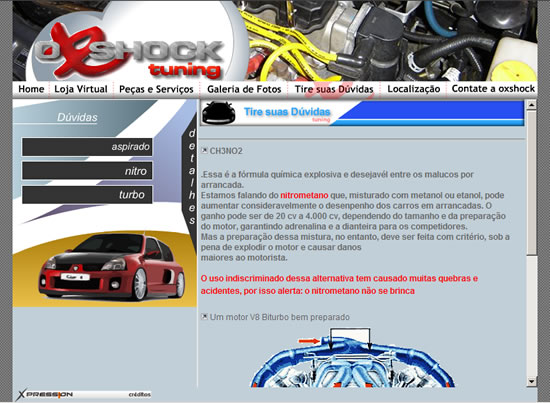 OXSHOCK
tuning
Home Loja Virtual Peças e Serviços Galeria de Fotos Tire suas Dúvidas Localização Contate a oxshock
Dúvidas
aspirado
nitro
turbo
detalhes
Tire suas Dúvidas
tuning
CH3NO2
.Essa é a fórmula química explosiva e desejavél entre os malucos por
arrancada.
Estamos falando do nitrometano que, misturado com metanol ou etanol, pode
aumentar consideravelmente o desenpenho dos carros em arrancadas. O
ganho pode ser de 20 cv a 4.000 cv, dependendo do tamanho e da preparação
do motor, garantindo adrenalina e a dianteira para os competidores.
Mas a preparação dessa mistura, no entanto, deve ser feita com critério, sob a
pena de explodir o motor e causar danos
maiores ao motorista.
O uso indiscriminado dessa alternativa tem causado muitas quebras e
acidentes, por isso alerta: o nitrometano não se brinca
Um motor V8 Biturbo bem preparado
XPRESSION créditos